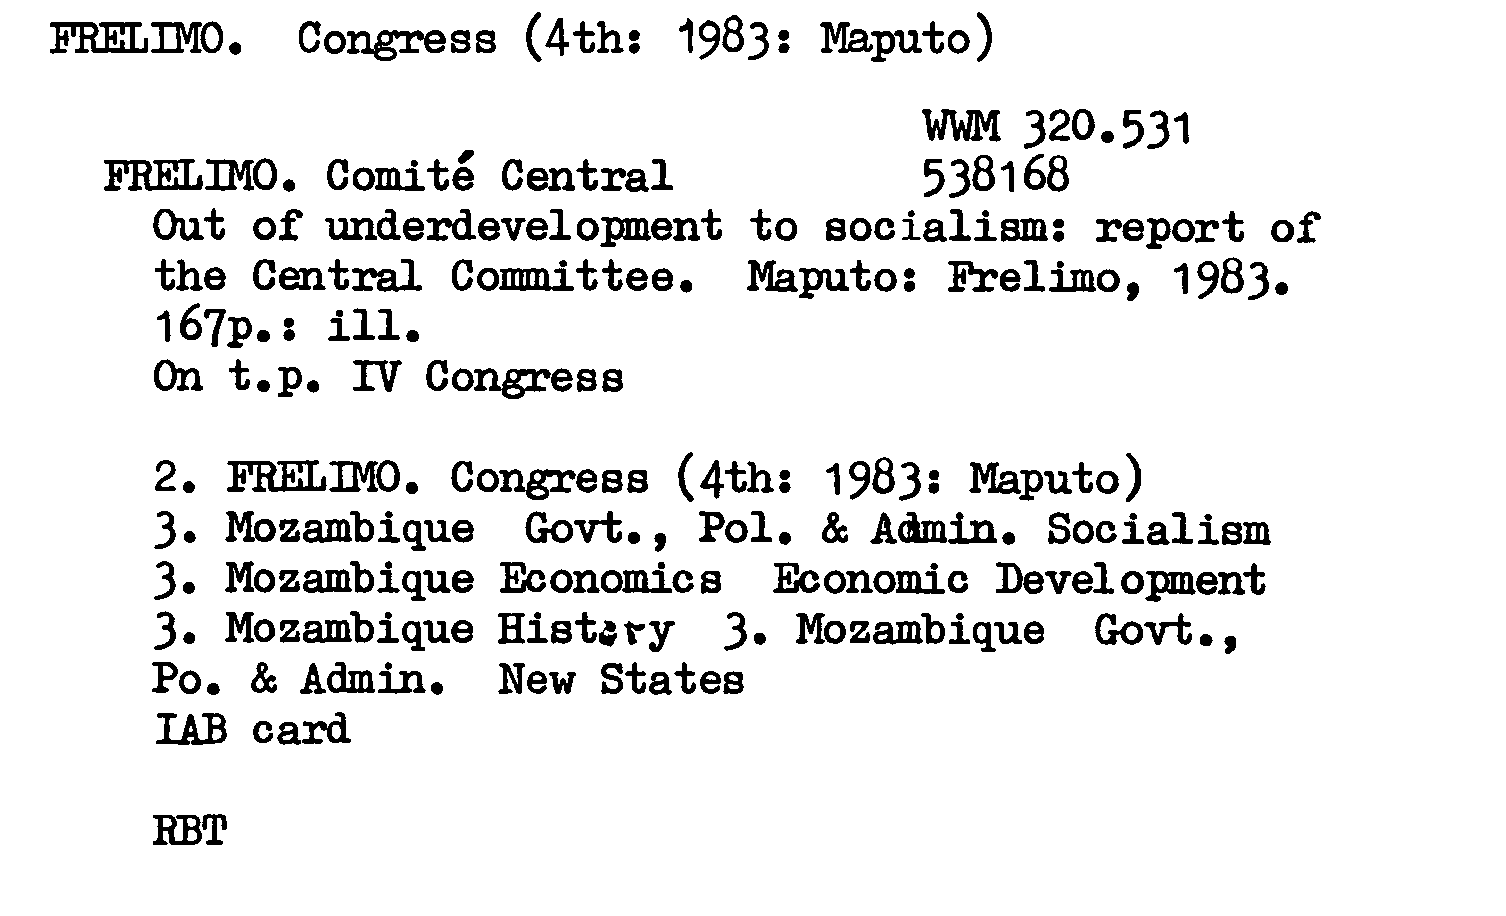 FRELIMO. Congress (4th: 1983: Maputo)
WWM 320.531
FRELIMO. Comité Central 538168
Out of underdevelopment to socialism: report of
the Central Committee. Maputo: Frelimo, 1983.
167p.: ill.
On t.p. IV Congress
2. FRELIMO. Congress (4th: 1983: Maputo)
3. Mozambique Govt., Pol. & Admin. Socialism
3. Mozambique Economics Economic Development
3. Mozambique History 3. Mozambique Govt.,
Po. & Admin. New States
IAB card
RBT